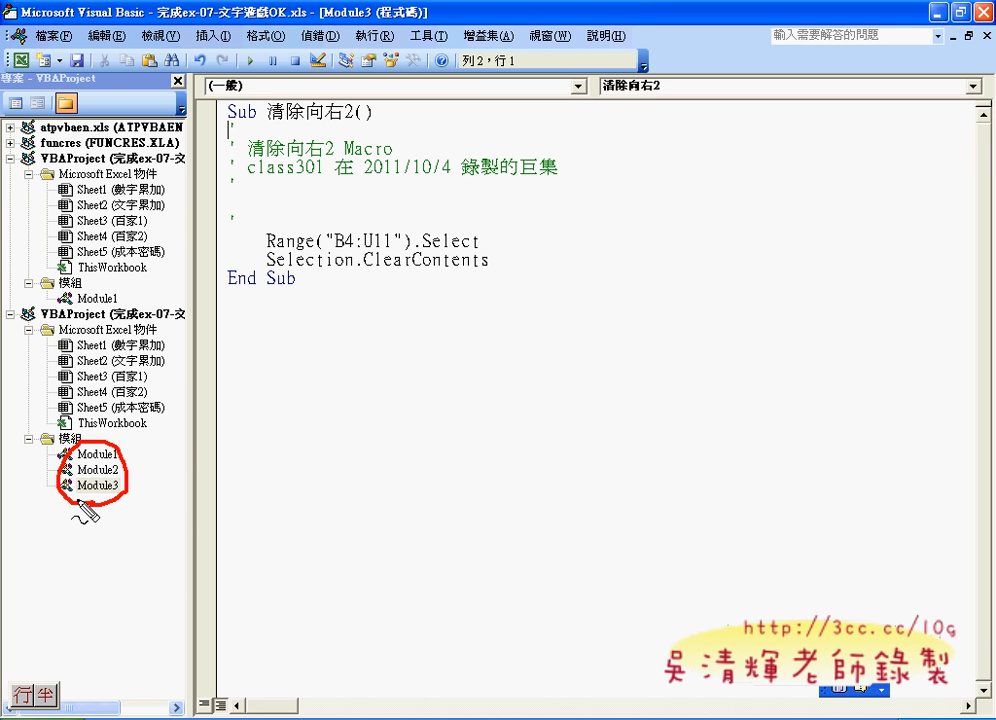 Microsoft Visual Basic - 完成ex-07-文字遊戲OK.xls - [Module3 (程式碼)]
檔案(F) 編輯(E) 檢視(V) 插入(I) 格式(O) 偵錯(D) 執行(R) 工具(T) 增益集(A) 視窗(W) 說明(H) 輸入需要解答的問題
列 2，行 1
專案 - VBAProject
(一般) 清除向右2
atpvbaen.xls (ATPVBAEN
funcres (FUNCRES.XLA)
VBAProject (完成ex-07-文
Microsoft Excel 物件
Sheet1 (數字累加)
Sheet2 (文字累加)
Sheet3 (百家1)
Sheet4 (百家2)
Sheet5 (成本密碼)
ThisWorkbook
模組
Module1
VBAProject (完成ex-07-文
Microsoft Excel 物件
Sheet1 (數字累加)
Sheet2 (文字累加)
Sheet3 (百家1)
Sheet4 (百家2)
Sheet5 (成本密碼)
ThisWorkbook
模組
Module1
Module2
Module3
Sub 清除向右2()
'
' 清除向右2 Macro
' class301 在 2011/10/4 錄製的巨集
'
'
Range("B4:U11").Select
Selection.ClearContents
End Sub
http://3cc.cc/10g
吳清輝老師錄製
行半